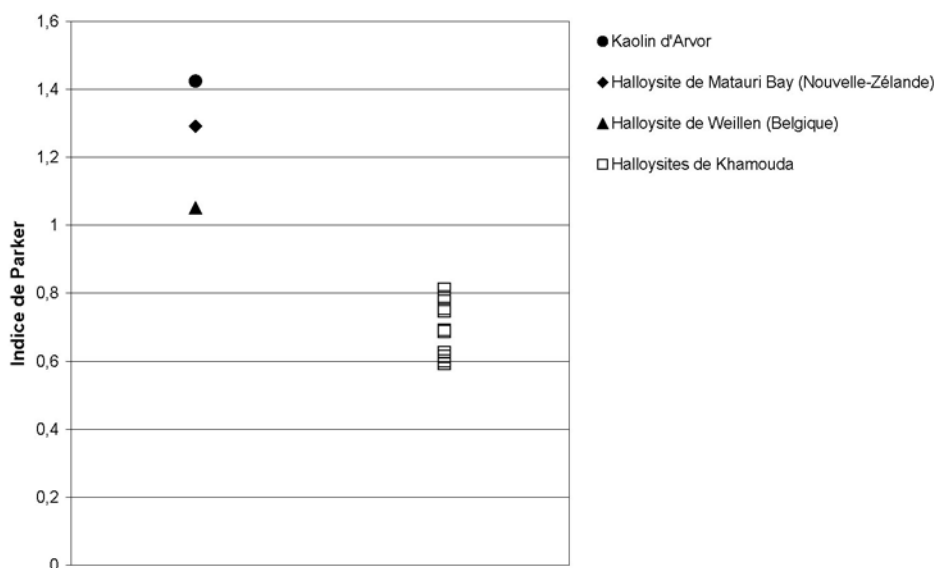 1,6
1,4
1,2
1
0,8
0,6
0,4
0,2
0
Indice de Parker
Kaolin d'Arvor
Halloysite de Matauri Bay (Nouvelle-Zélande)
Halloysite de Weillen (Belgique)
Halloysites de Khamouda